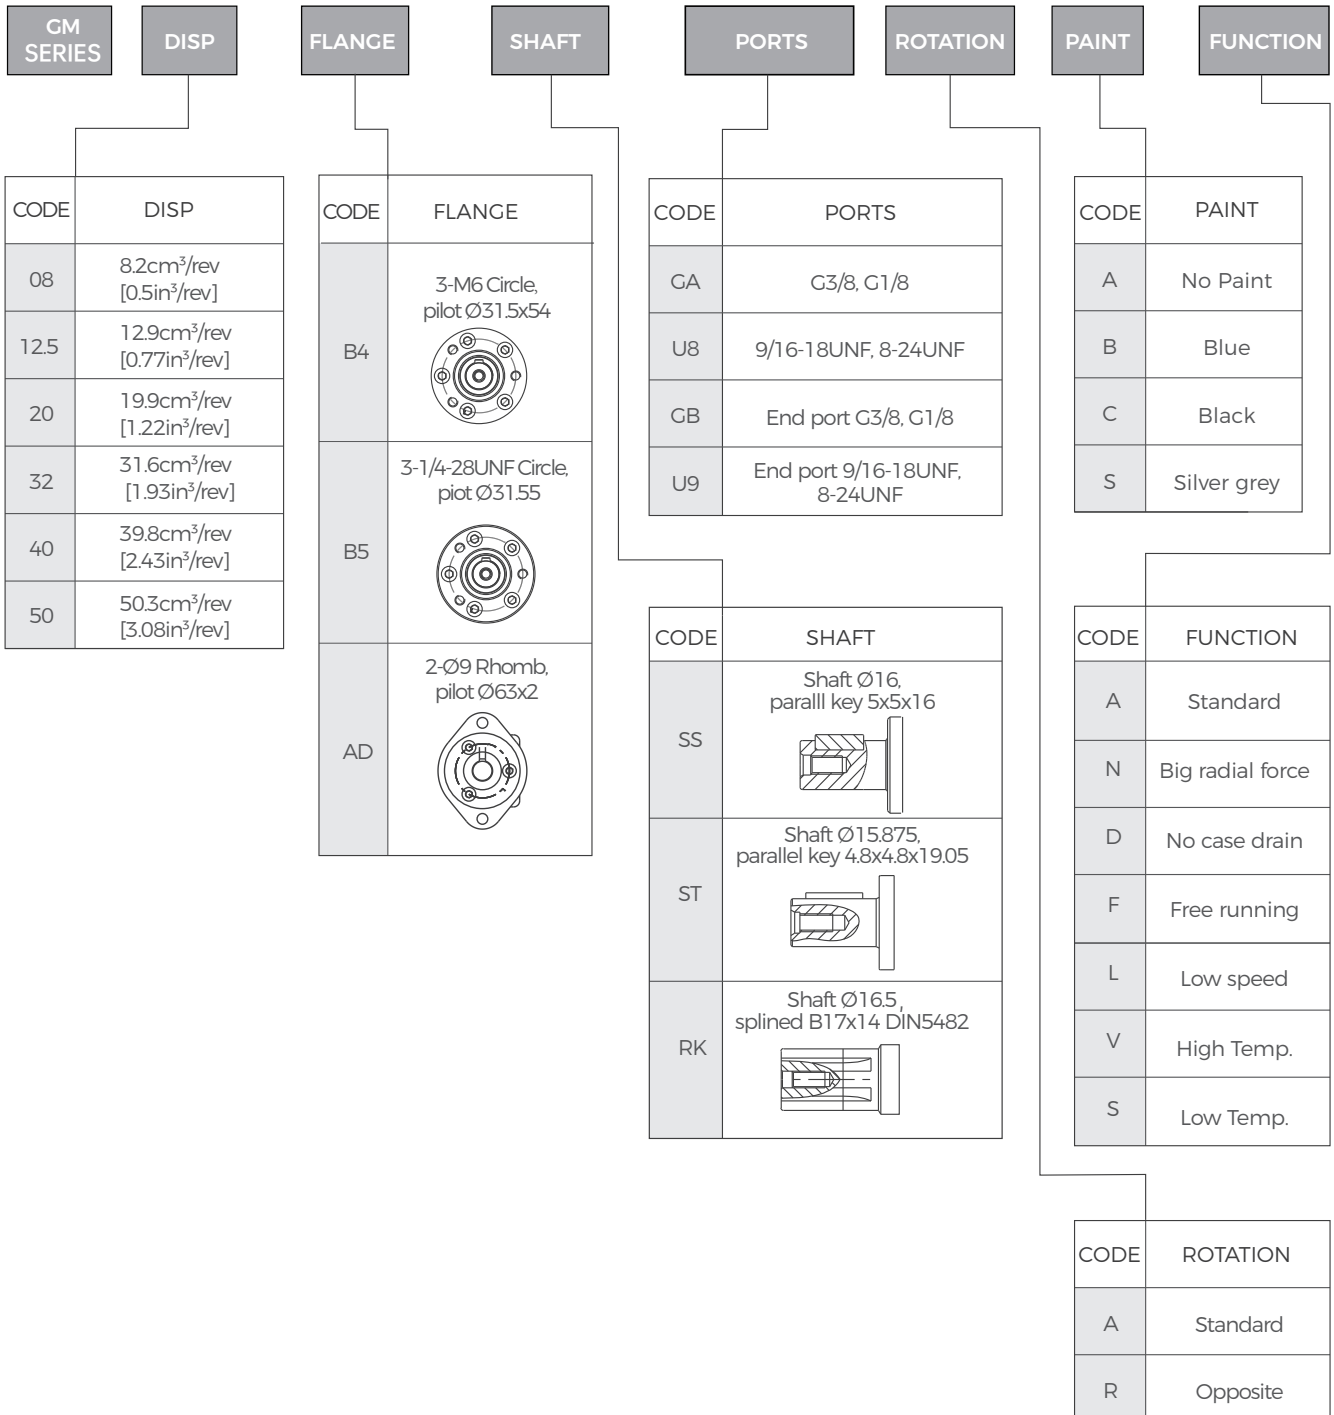 GM
SERIES
DISP
FLANGE
SHAFT
PORTS
ROTATION
PAINT
FUNCTION
CODE DISP
08 8.2cm³/rev
[0.5in³/rev]
12.5 12.9cm³/rev
[0.77in³/rev]
20 19.9cm³/rev
[1.22in³/rev]
32 31.6cm³/rev
[1.93in³/rev]
40 39.8cm³/rev
[2.43in³/rev]
50 50.3cm³/rev
[3.08in³/rev]
CODE FLANGE
B4 3-M6 Circle,
pilot Ø31.5x54
B5 3-1/4-28UNF Circle,
piot Ø31.55
AD 2-Ø9 Rhomb,
pilot Ø63x2
CODE PORTS
GA G3/8, G1/8
U8 9/16-18UNF, 8-24UNF
GB End port G3/8, G1/8
U9 End port 9/16-18UNF,
8-24UNF
CODE SHAFT
SS Shaft Ø16,
paralll key 5x5x16
ST Shaft Ø15.875,
parallel key 4.8x4.8x19.05
RK Shaft Ø16.5,
splined B17x14 DIN5482
CODE PAINT
A No Paint
B Blue
C Black
S Silver grey
CODE FUNCTION
A Standard
N Big radial force
D No case drain
F Free running
L Low speed
V High Temp.
S Low Temp.
CODE ROTATION
A Standard
R Opposite